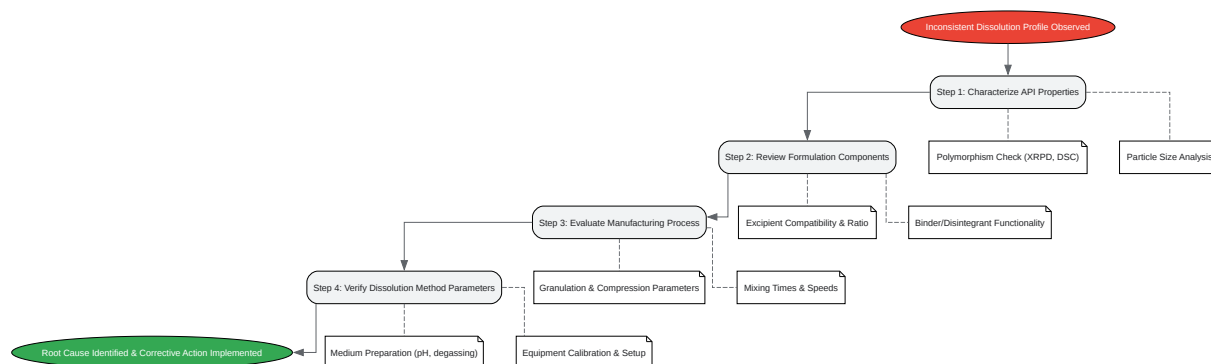 Inconsistent Dissolution Profile Observed
Step 1: Characterize API Properties
Step 2: Review Formulation Components
Polymorphism Check (XRPD, DSC)
Particle Size Analysis
Step 3: Evaluate Manufacturing Process
Excipient Compatibility & Ratio
Binder/Disintegrant Functionality
Step 4: Verify Dissolution Method Parameters
Granulation & Compression Parameters
Mixing Times & Speeds
Root Cause Identified & Corrective Action Implemented
Medium Preparation (pH, degassing)
Equipment Calibration & Setup